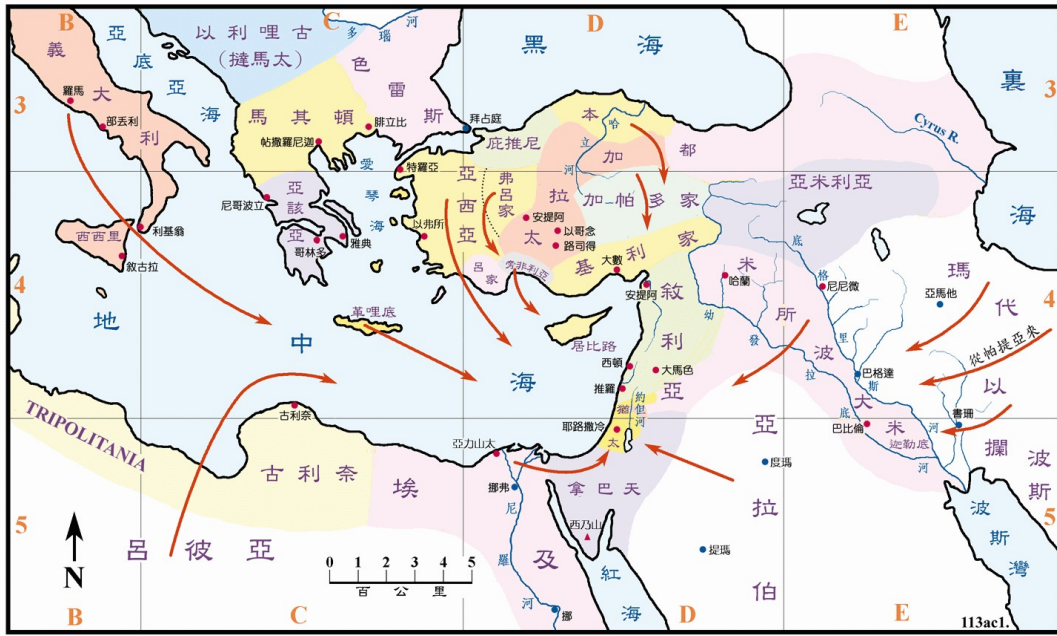 B
C
D
E
3
4
5
B
C
D
E
3
4
5
義大利
亞底亞海
以利哩古
(撻馬太)
多瑙河
色雷斯
黑海
裏海
Cyrus R.
羅馬
部丟利
馬其頓
腓立比
帖撒羅尼迦
拜占庭
庇推尼
本都
哈立河
加拉太
加帕多家
亞米利亞
特羅亞
愛琴海
亞西亞
弗呂家
安提阿
以哥念
路司得
亞該亞
尼哥波立
雅典
哥林多
以弗所
利基翁
西西里
敘古拉
呂家
旁非利亞
基利家
大數
安提阿
敘利亞
哈蘭
米所波大米
底格里斯河
尼尼微
瑪代
亞馬他
從帕提亞來
地中海
革哩底
居比路
西頓
大馬色
推羅
約但河
幼發拉底河
巴格達
巴比倫
迦勒底
書珊
以攔
波斯
猶太
耶路撒冷
TRIPOLITANIA
古利奈
古利奈
亞力山太
埃及
挪弗
尼羅河
挪
拿巴天
西乃山
紅海
亞拉伯
度瑪
提瑪
波斯灣
呂彼亞
N
0 1 2 3 4 5
百公里
113ac1.